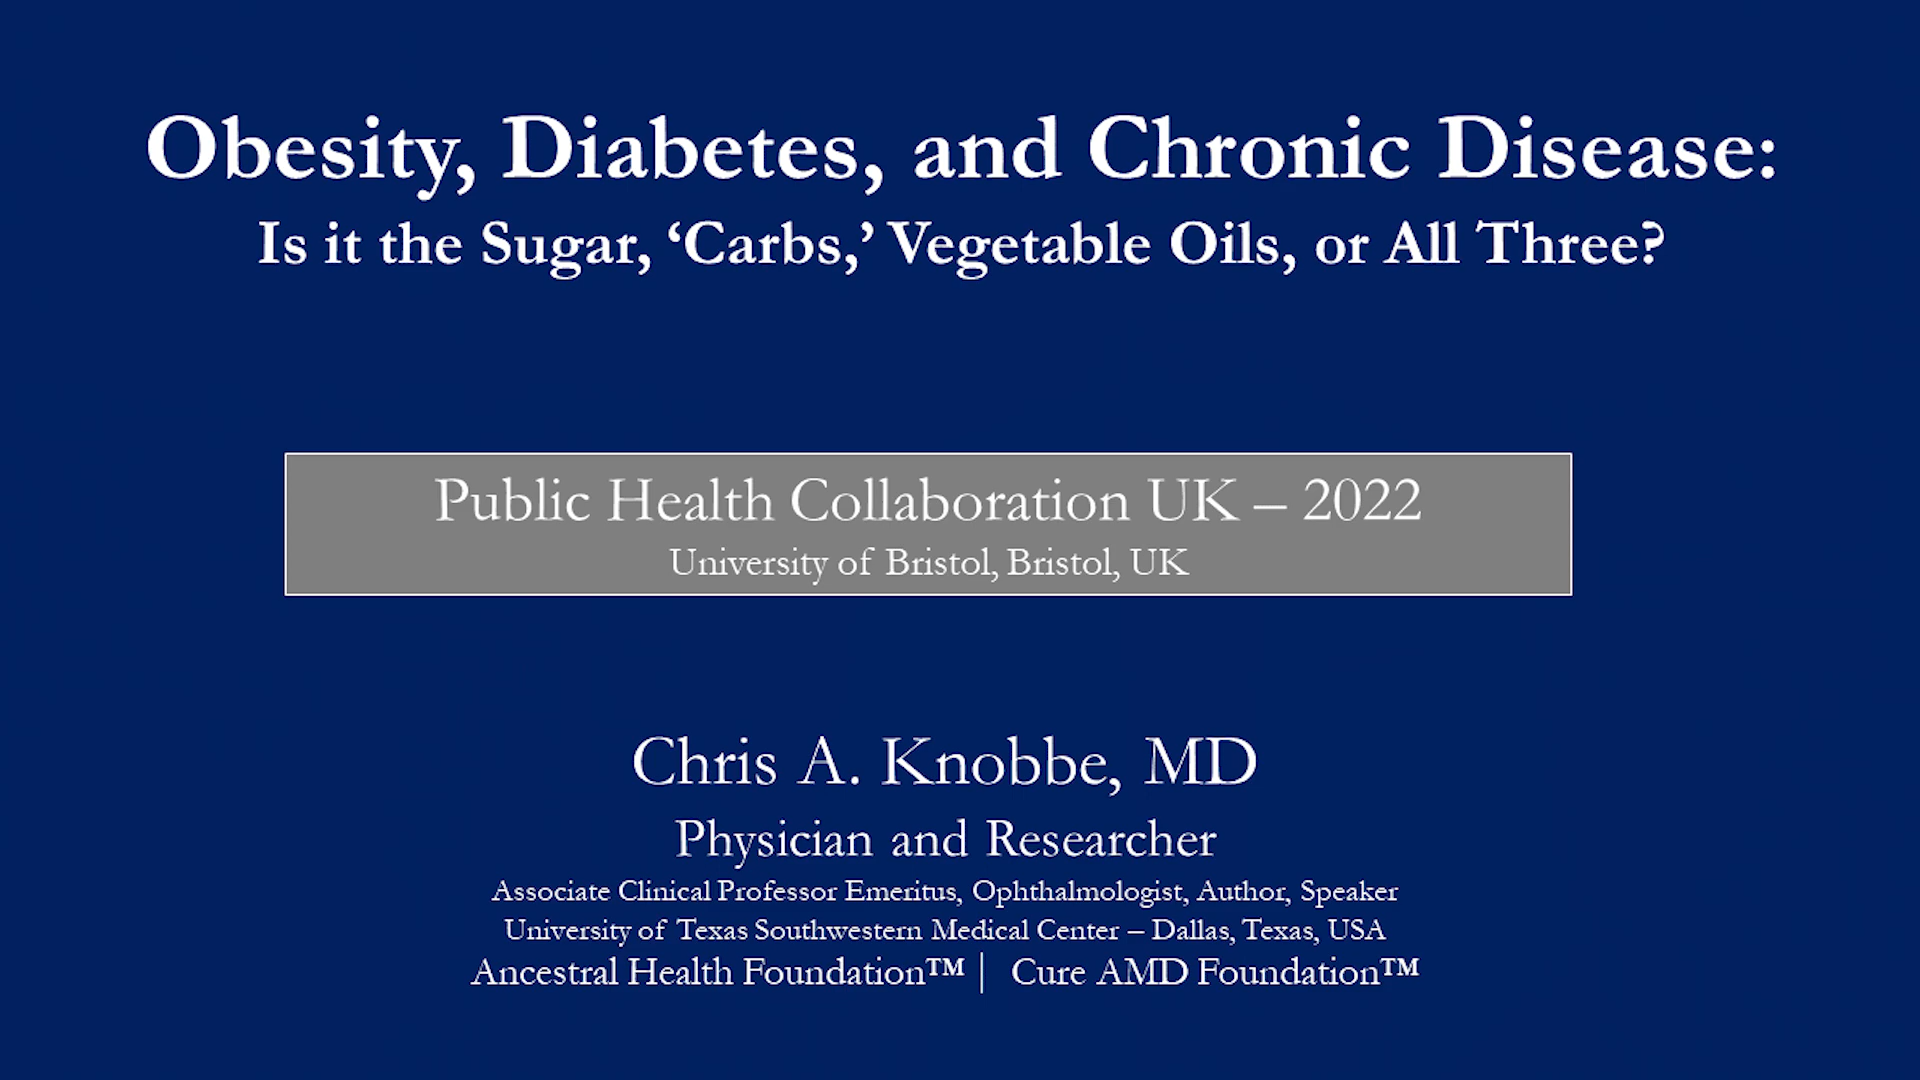 Obesity, Diabetes, and Chronic Disease:
Is it the Sugar, ‘Carbs,’ Vegetable Oils, or All Three?
Public Health Collaboration UK – 2022
University of Bristol, Bristol, UK
Chris A. Knobbe, MD
Physician and Researcher
Associate Clinical Professor Emeritus, Ophthalmologist, Author, Speaker
University of Texas Southwestern Medical Center – Dallas, Texas, USA
Ancestral Health Foundation™ | Cure AMD Foundation™